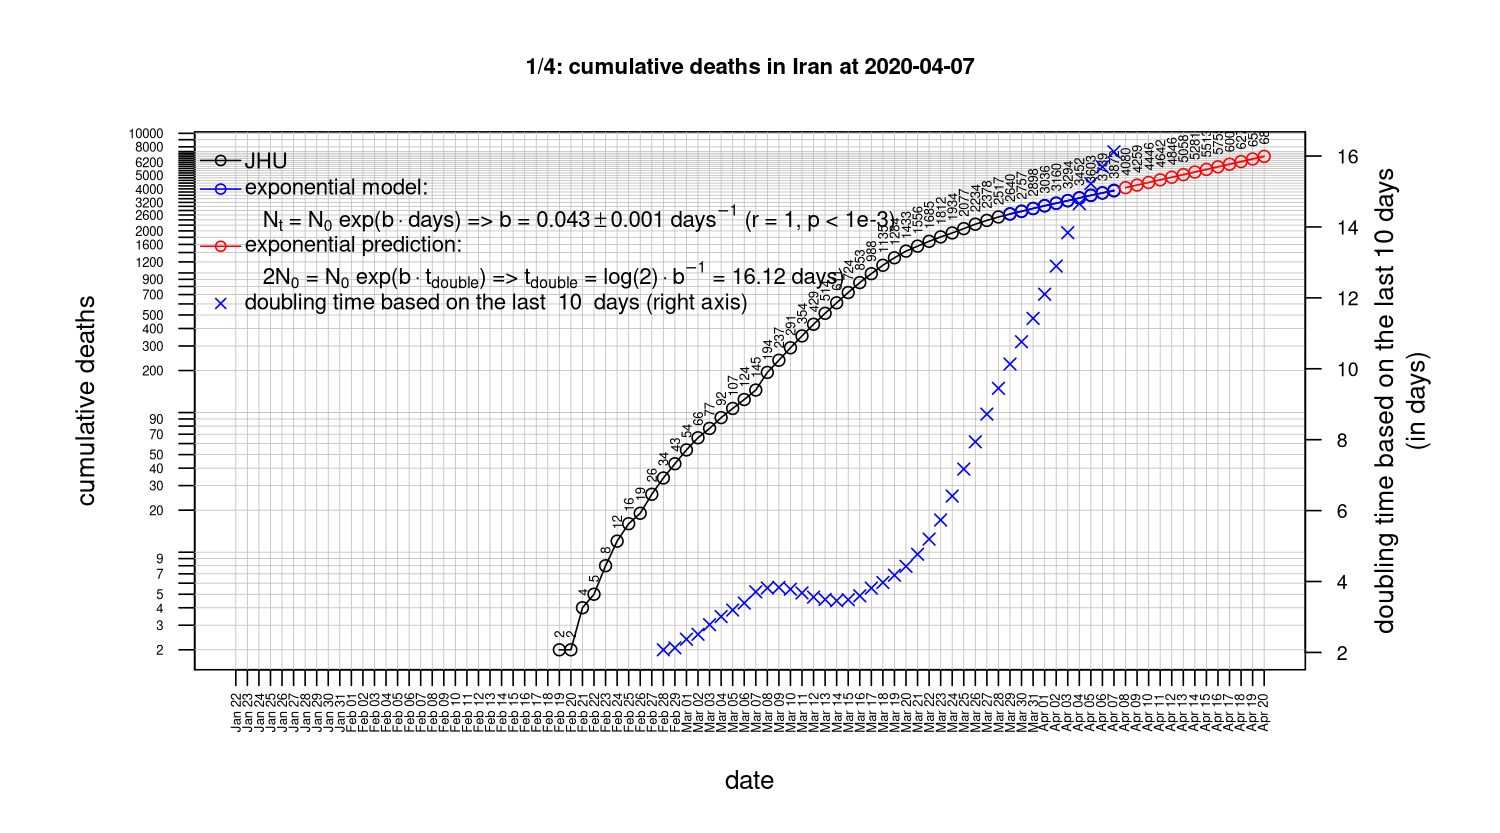 1/4: cumulative deaths in Iran at 2020-04-07
JHU
exponential model:
Nt = N0 exp(b · days) => b = 0.043 ± 0.001 days−1 (r = 1, p < 1e-3)
exponential prediction:
2N0 = N0 exp(b · tdouble) => tdouble = log(2) · b−1 = 16.12 days)
doubling time based on the last 10 days (right axis)
cumulative deaths
10000
8000
6200
5000
4000
3200
2600
2000
1600
1200
900
700
500
400
300
200
90
70
50
40
30
20
9
7
5
4
3
2
2 2 4 5 8 12 16 19 26 34 43 54 66 77 92 107 124 145 194 237 291 354 429 514 724 853 988 1135 1284 1433 1556 1685 1812 1934 2077 2234 2378 2517 2640 2757 2898 3036 3160 3294 3452 3603 3872 4080 4259 4446 4642 4846 5058 5281
16
14
12
10
8
6
4
2
doubling time based on the last 10 days
(in days)
Jan 22 Jan 23 Jan 24 Jan 25 Jan 26 Jan 27 Jan 28 Jan 29 Jan 30 Jan 31 Feb 01 Feb 02 Feb 03 Feb 04 Feb 05 Feb 06 Feb 07 Feb 08 Feb 09 Feb 10 Feb 11 Feb 12 Feb 13 Feb 14 Feb 15 Feb 16 Feb 17 Feb 18 Feb 19 Feb 20 Feb 21 Feb 22 Feb 23 Feb 24 Feb 25 Feb 26 Feb 27 Feb 28 Feb 29 Mar 01 Mar 02 Mar 03 Mar 04 Mar 05 Mar 06 Mar 07 Mar 08 Mar 09 Mar 10 Mar 11 Mar 12 Mar 13 Mar 14 Mar 15 Mar 16 Mar 17 Mar 18 Mar 19 Mar 20 Mar 21 Mar 22 Mar 23 Mar 24 Mar 25 Mar 26 Mar 27 Mar 28 Mar 29 Mar 30 Mar 31 Apr 01 Apr 02 Apr 03 Apr 04 Apr 05 Apr 06 Apr 07 Apr 08 Apr 09 Apr 10 Apr 11 Apr 12 Apr 13 Apr 14 Apr 15 Apr 16 Apr 17 Apr 18 Apr 19 Apr 20
date